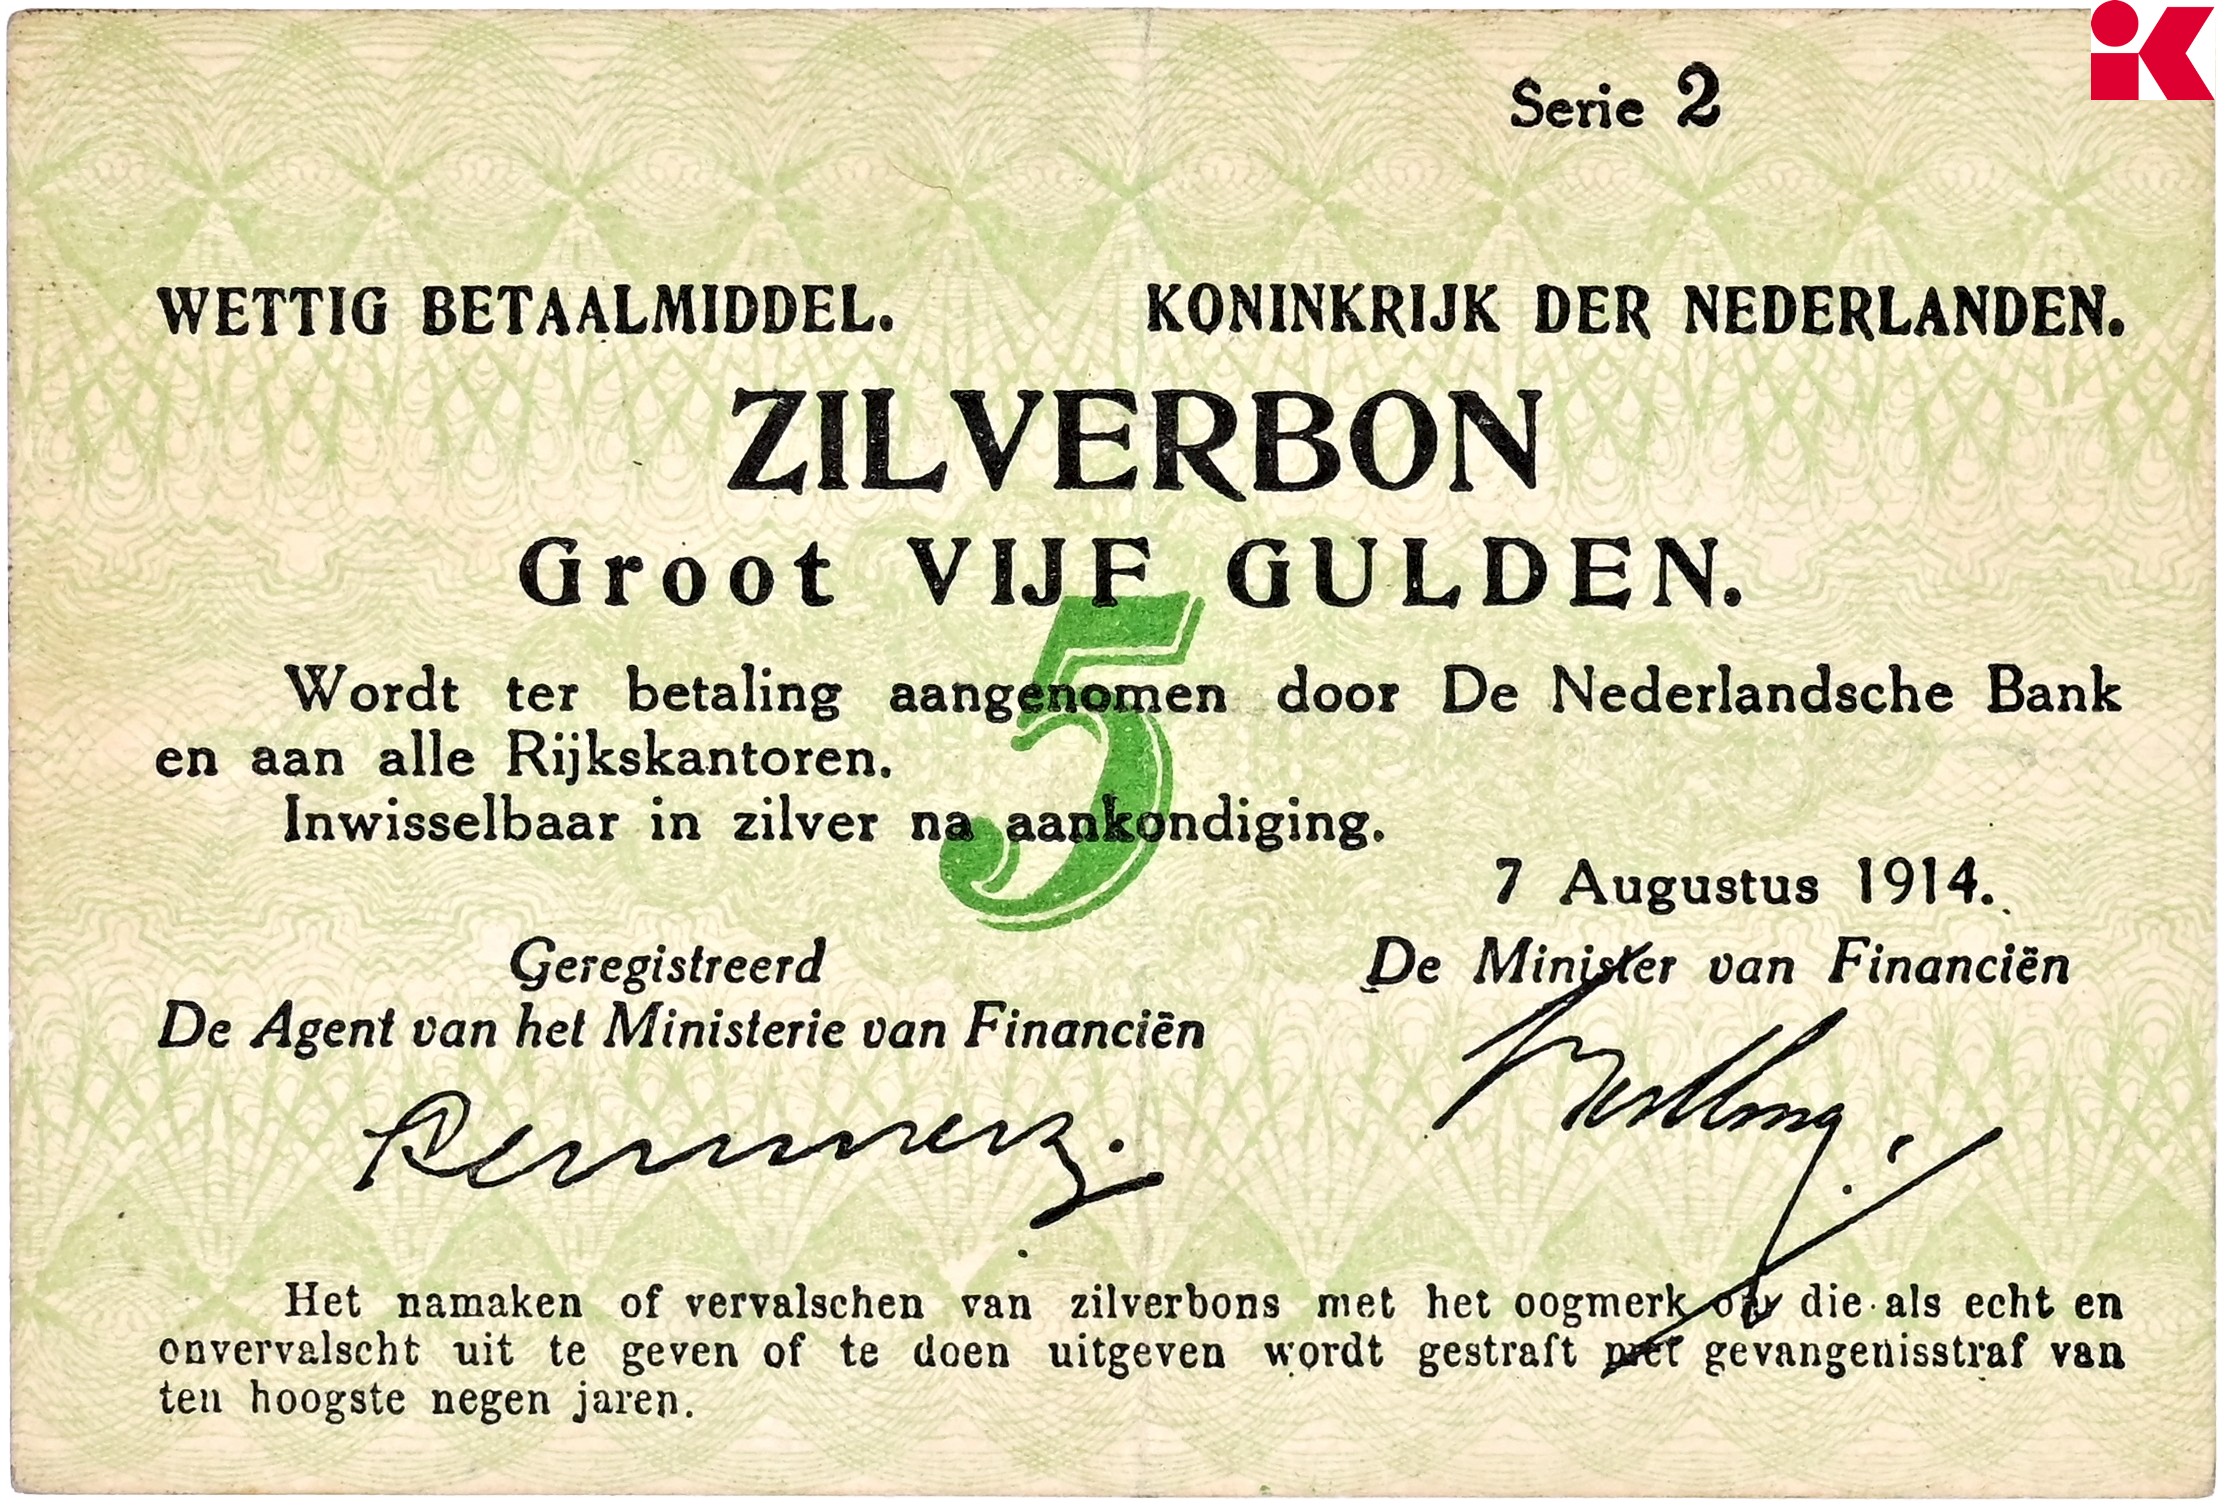 iK
Serie 2
WETTIG BETAALMIDDEL. KONINKRIJK DER NEDERLANDEN.
ZILVERBON
Groot VIJF GULDEN.
5
Wordt ter betaling aangenomen door De Nederlandsche Bank
en aan alle Rijkskantoren.
Inwisselbaar in zilver na aankondiging.
7 Augustus 1914.
Geregistreerd
De Agent van het Ministerie van Financiën
De Minister van Financiën
Het namaken of vervalschen van zilverbons met het oogmerk om die als echt en
onvervalscht uit te geven of te doen uitgeven wordt gestraft met gevangenisstraf van
ten hoogste negen jaren.